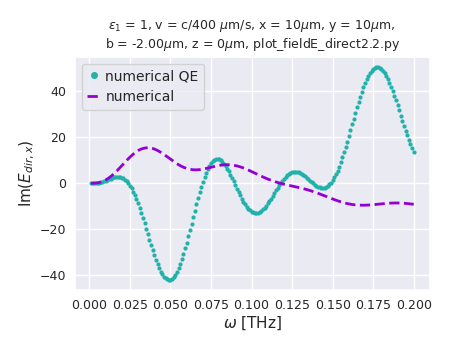 ε₁ = 1, v = c/400 μm/s, x = 10μm, y = 10μm,
b = -2.00μm, z = 0μm, plot_fieldE_direct2.2.py
numerical QE
numerical
Im(E_{dir,x})
40
20
0
−20
−40
0.000 0.025 0.050 0.075 0.100 0.125 0.150 0.175 0.200
ω [THz]